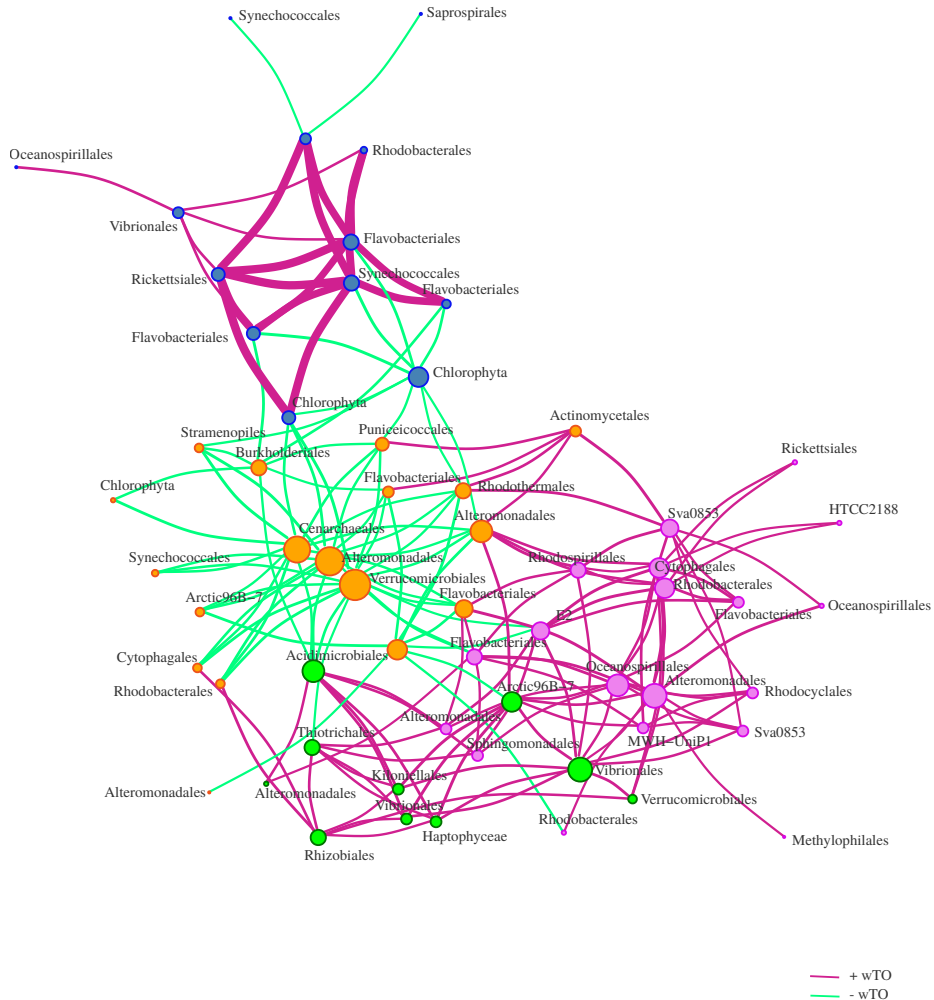 Saprospirales
Synechococcales
Oceanospirillales
Rhodobacterales
Vibrionales
Flavobacteriales
Synechococcales
Rickettsiales
Flavobacteriales
Flavobacteriales
Chlorophyta
Chlorophyta
Actinomycetales
Puniceicoccales
Stramenopiles
Burkholderiales
Rickettsiales
Flavobacteriales
Rhodothermales
Chlorophyta
HTCC2188
Sva0853
Alteromonadales
Cenarchaeales
Synechococcales
Alteromonadales
Rhodospirillales
Cytophagales
Verrucomicrobiales
Rhodobacterales
Arctic96B−7
Flavobacteriales
Flavobacteriales
Oceanospirillales
E2
Flavobacteriales
Cytophagales
Acidimicrobiales
Oceanospirillales
Rhodobacterales
Arctic96B−7
Alteromonadales
Rhodocyclales
Alteromonadales
Thiotrichales
Sphingomonadales
MWH−UniP1
Sva0853
Kiloniellales
Vibrionales
Alteromonadales
Alteromonadales
Vibrionales
Verrucomicrobiales
Haptophyceae
Rhodobacterales
Methylophilales
Rhizobiales
+ wTO
- wTO